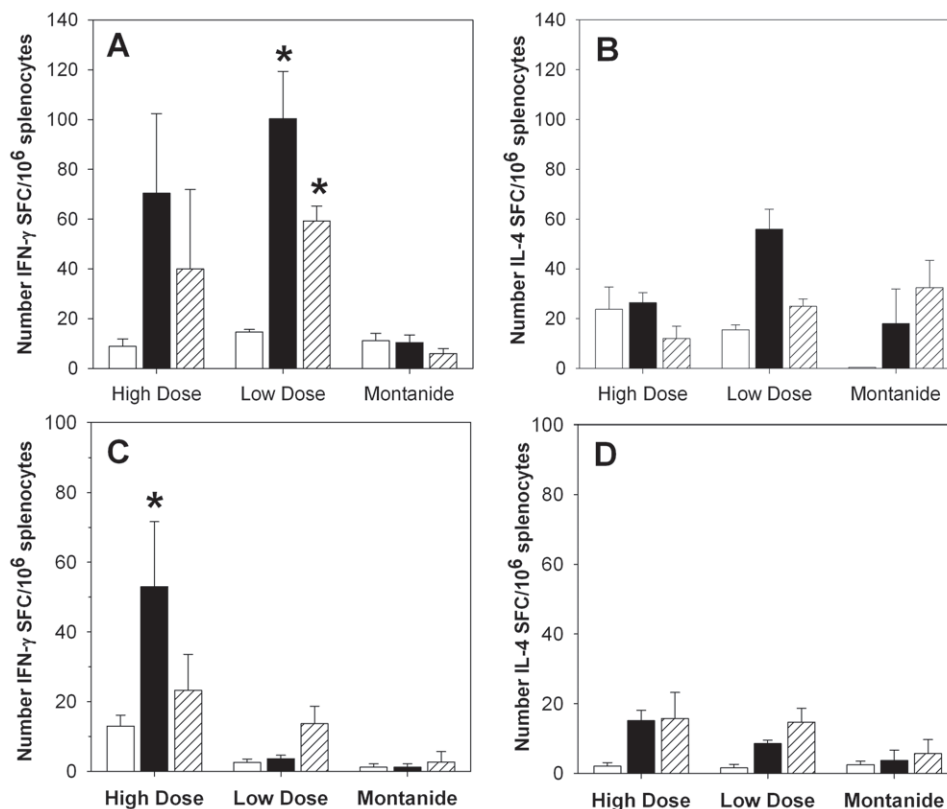 A
Number IFN-γ SFC/10⁶ splenocytes
140
120
100
80
60
40
20
0
*
*
High Dose Low Dose Montanide
B
Number IL-4 SFC/10⁶ splenocytes
140
120
100
80
60
40
20
0
High Dose Low Dose Montanide
C
Number IFN-γ SFC/10⁶ splenocytes
100
80
60
40
20
0
*
High Dose Low Dose Montanide
D
Number IL-4 SFC/10⁶ splenocytes
100
80
60
40
20
0
High Dose Low Dose Montanide